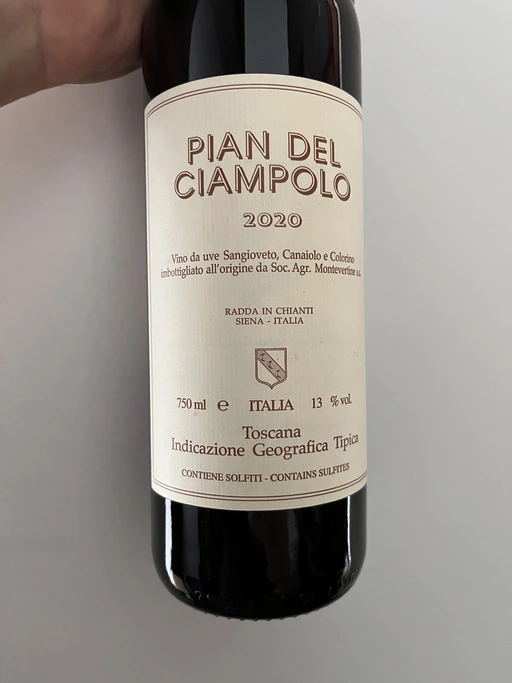 PIAN DEL
CIAMPOLO
2020
Vino da uve Sangioveto, Canaiolo e Colorino
imbottigliato all'origine da Soc. Agr. Montevertine
RADDA IN CHIANTI
SIENA - ITALIA
750 ml e ITALIA 13 % vol.
Toscana
Indicazione Geografica Tipica
CONTIENE SOLFITI - CONTAINS SULFITES